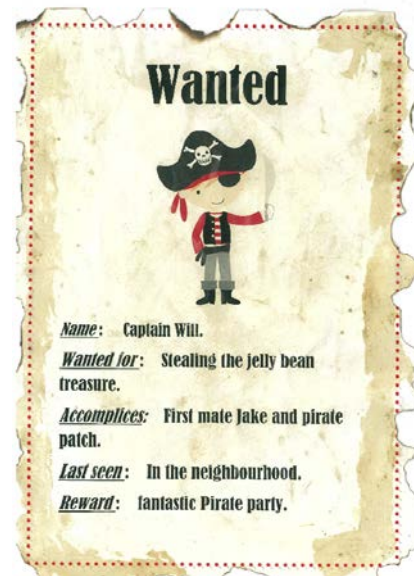 Wanted
Name: Captain Will.
Wanted for: Stealing the jelly bean
treasure.
Accomplices: First mate Jake and pirate
patch.
Last seen: In the neighbourhood.
Reward: fantastic Pirate party.